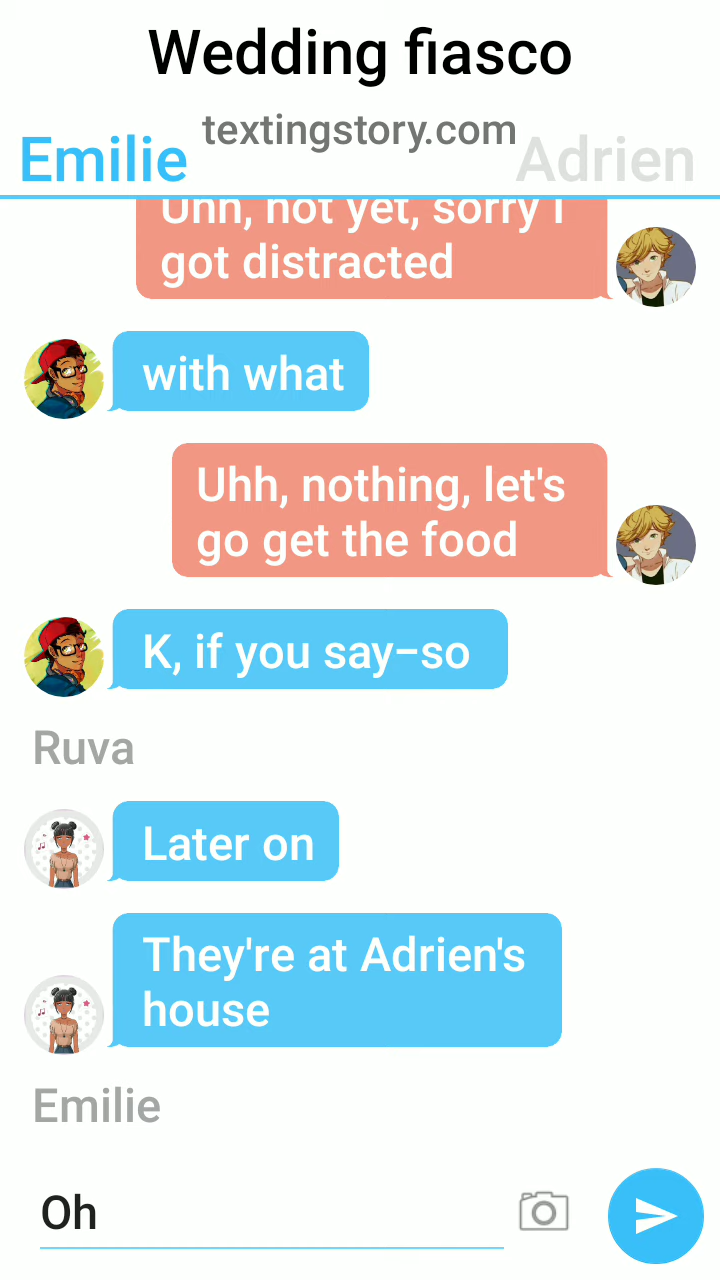 Wedding fiasco
textingstory.com
Emilie
Adrien
Uhh, not yet, sorry I
got distracted
with what
Uhh, nothing, let's
go get the food
K, if you say-so
Ruva
Later on
They're at Adrien's
house
Emilie
Oh